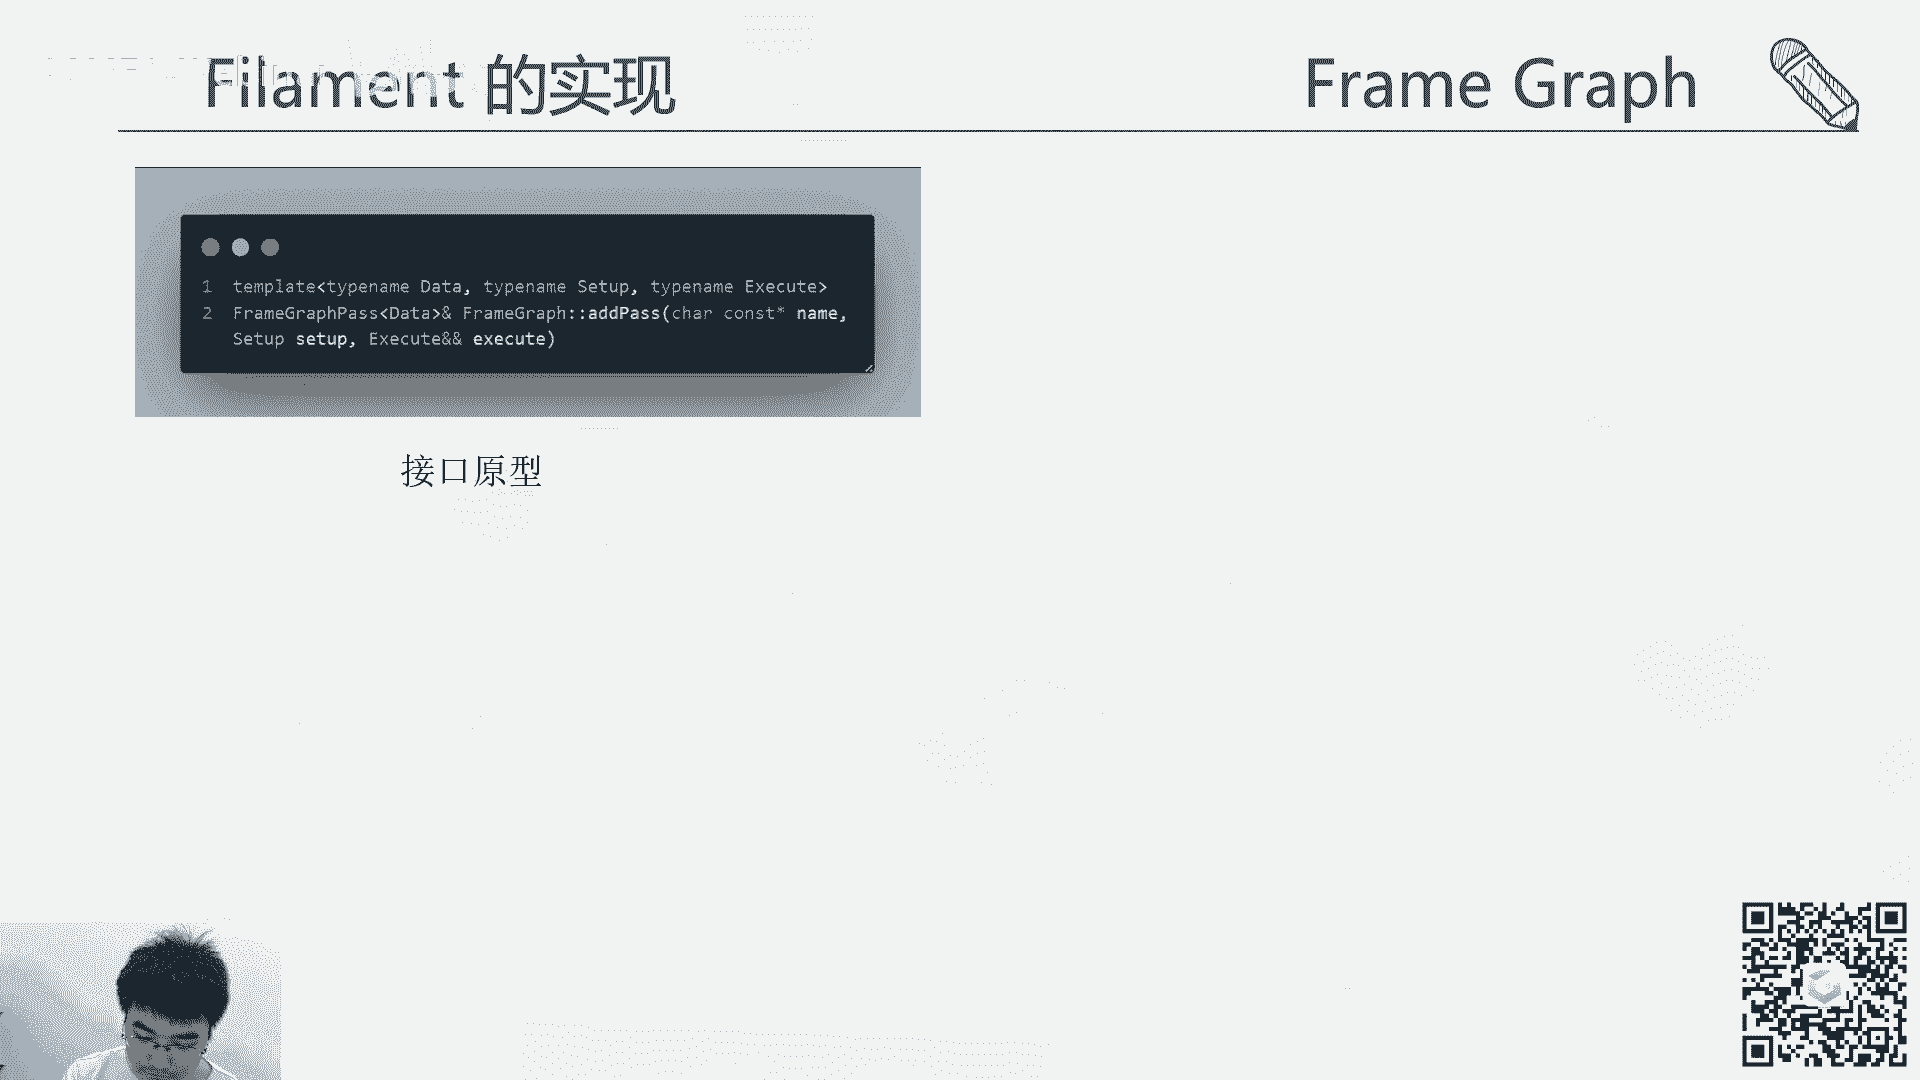 Filament 的实现
Frame Graph
1 template<typename Data, typename Setup, typename Execute>
2 FrameGraphPass<Data>& FrameGraph::addPass(char const* name,
Setup setup, Execute&& execute)
接口原型